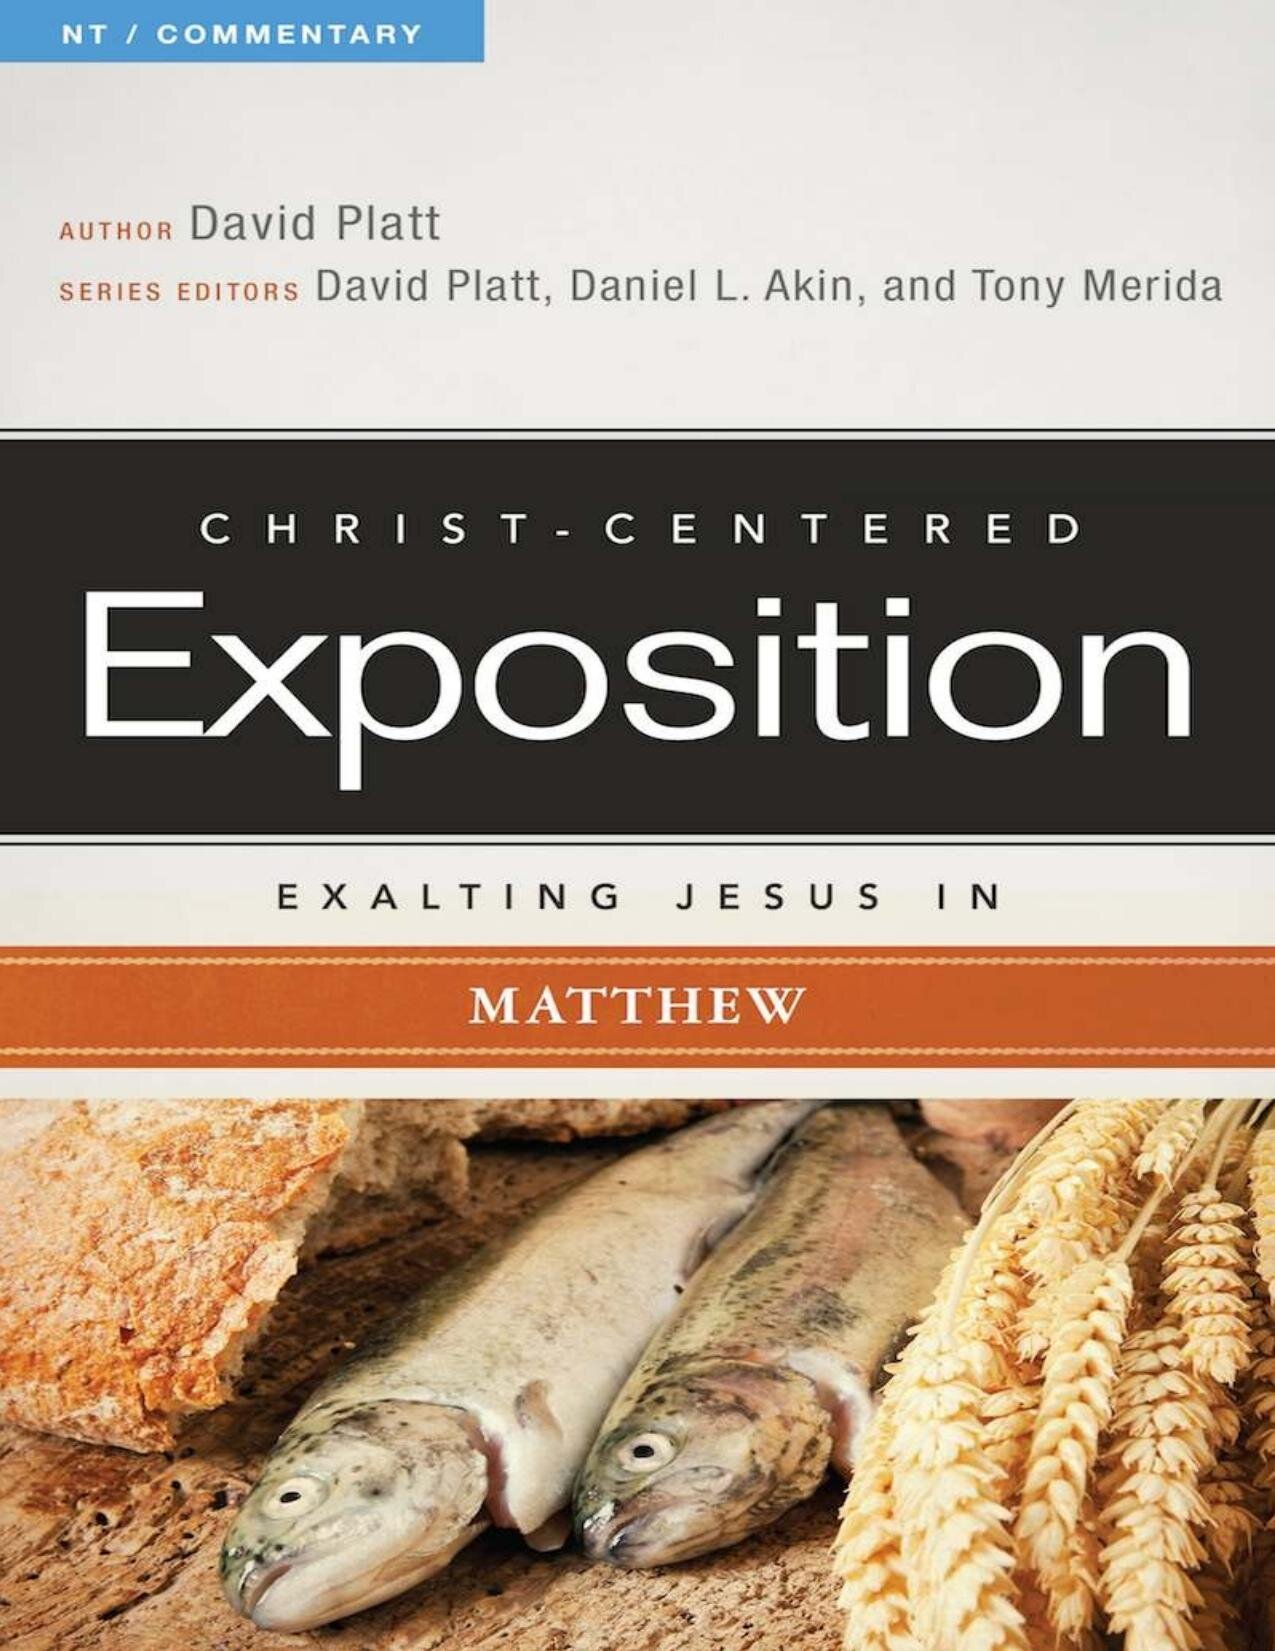 NT / COMMENTARY
AUTHOR David Platt
SERIES EDITORS David Platt, Daniel L. Akin, and Tony Merida
CHRIST-CENTERED
Exposition
EXALTING JESUS IN
MATTHEW